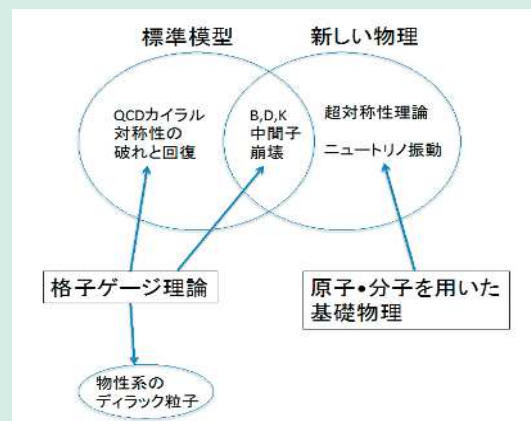 標準模型
新しい物理
QCDカイラル
対称性の
破れと回復
B,D,K
中間子
崩壊
超対称性理論
ニュートリノ振動
格子ゲージ理論
原子・分子を用いた
基礎物理
物性系の
ディラック粒子